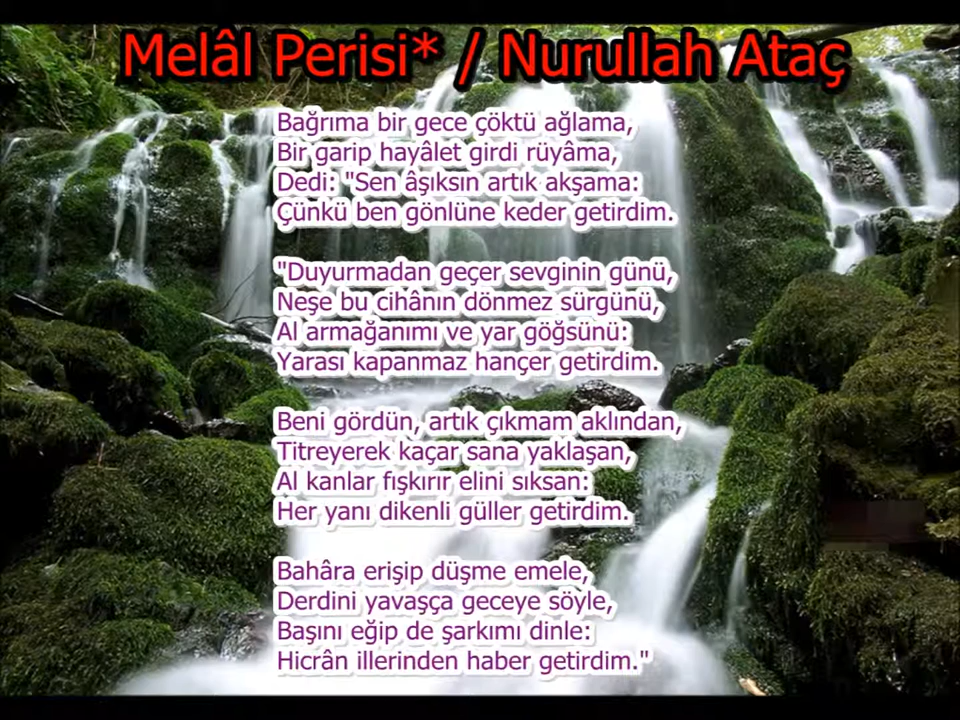 Melâl Perisi* / Nurullah Ataç
Bağrıma bir gece çöktü ağlama,
Bir garip hayâlet girdi rüyâma,
Dedi: "Sen âşıksın artık akşama:
Çünkü ben gönlüne keder getirdim.
"Duyurmadan geçer sevginin günü,
Neşe bu cihânın dönmez sürgünü,
Al armağanımı ve yar göğsünü:
Yarası kapanmaz hançer getirdim.
Beni gördün, artık çıkmam aklından,
Titreyerek kaçar sana yaklaşan,
Al kanlar fışkırır elini sıksan:
Her yanı dikenli güller getirdim.
Bahâra erişip düşme emele,
Derdini yavaşça geceye söyle,
Başını eğip de şarkımı dinle:
Hicrân illerinden haber getirdim."